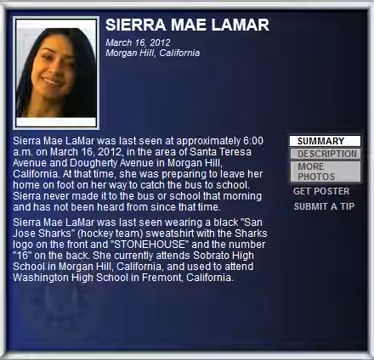 SIERRA MAE LAMAR
March 16, 2012
Morgan Hill, California
Sierra Mae LaMar was last seen at approximately 6:00
a.m. on March 16, 2012, in the area of Santa Teresa
Avenue and Dougherty Avenue in Morgan Hill,
California. At that time, she was preparing to leave her
home on foot on her way to catch the bus to school.
Sierra never made it to the bus or school that morning
and has not been heard from since that time.
Sierra Mae LaMar was last seen wearing a black "San
Jose Sharks" (hockey team) sweatshirt with the Sharks
logo on the front and "STONEHOUSE" and the number
"16" on the back. She currently attends Sobrato High
School in Morgan Hill, California, and used to attend
Washington High School in Fremont, California.
SUMMARY
DESCRIPTION
MORE
PHOTOS
GET POSTER
SUBMIT A TIP